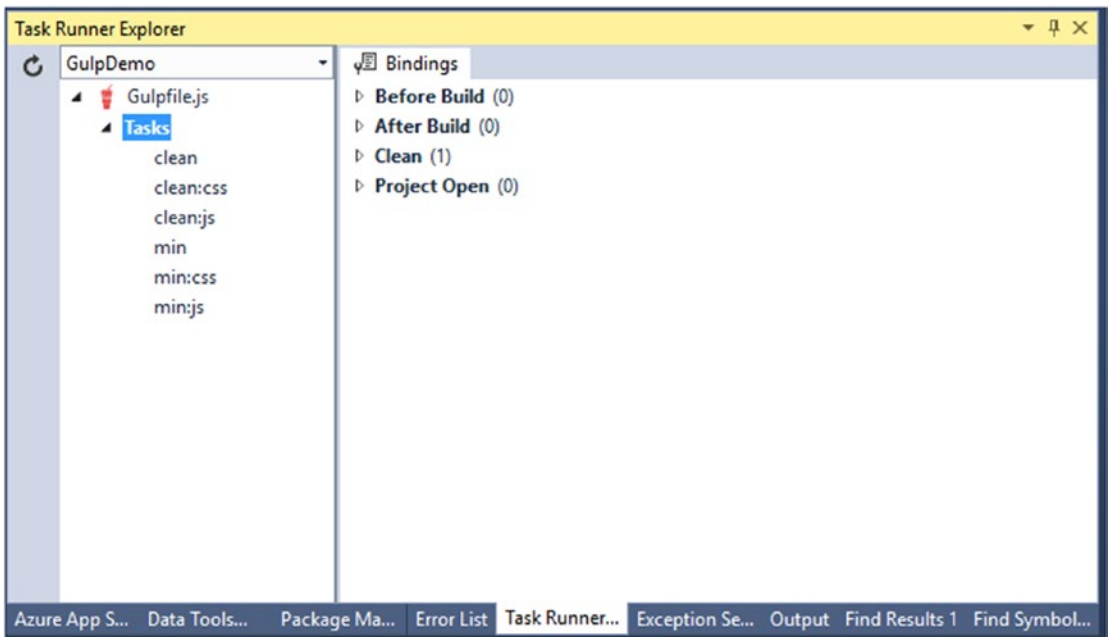 Task Runner Explorer
GulpDemo
Bindings
Gulpfile.js
Tasks
clean
clean:css
clean:js
min
min:css
min:js
Before Build (0)
After Build (0)
Clean (1)
Project Open (0)
Azure App S... Data Tools... Package Ma... Error List Task Runner... Exception Se... Output Find Results 1 Find Symbol...